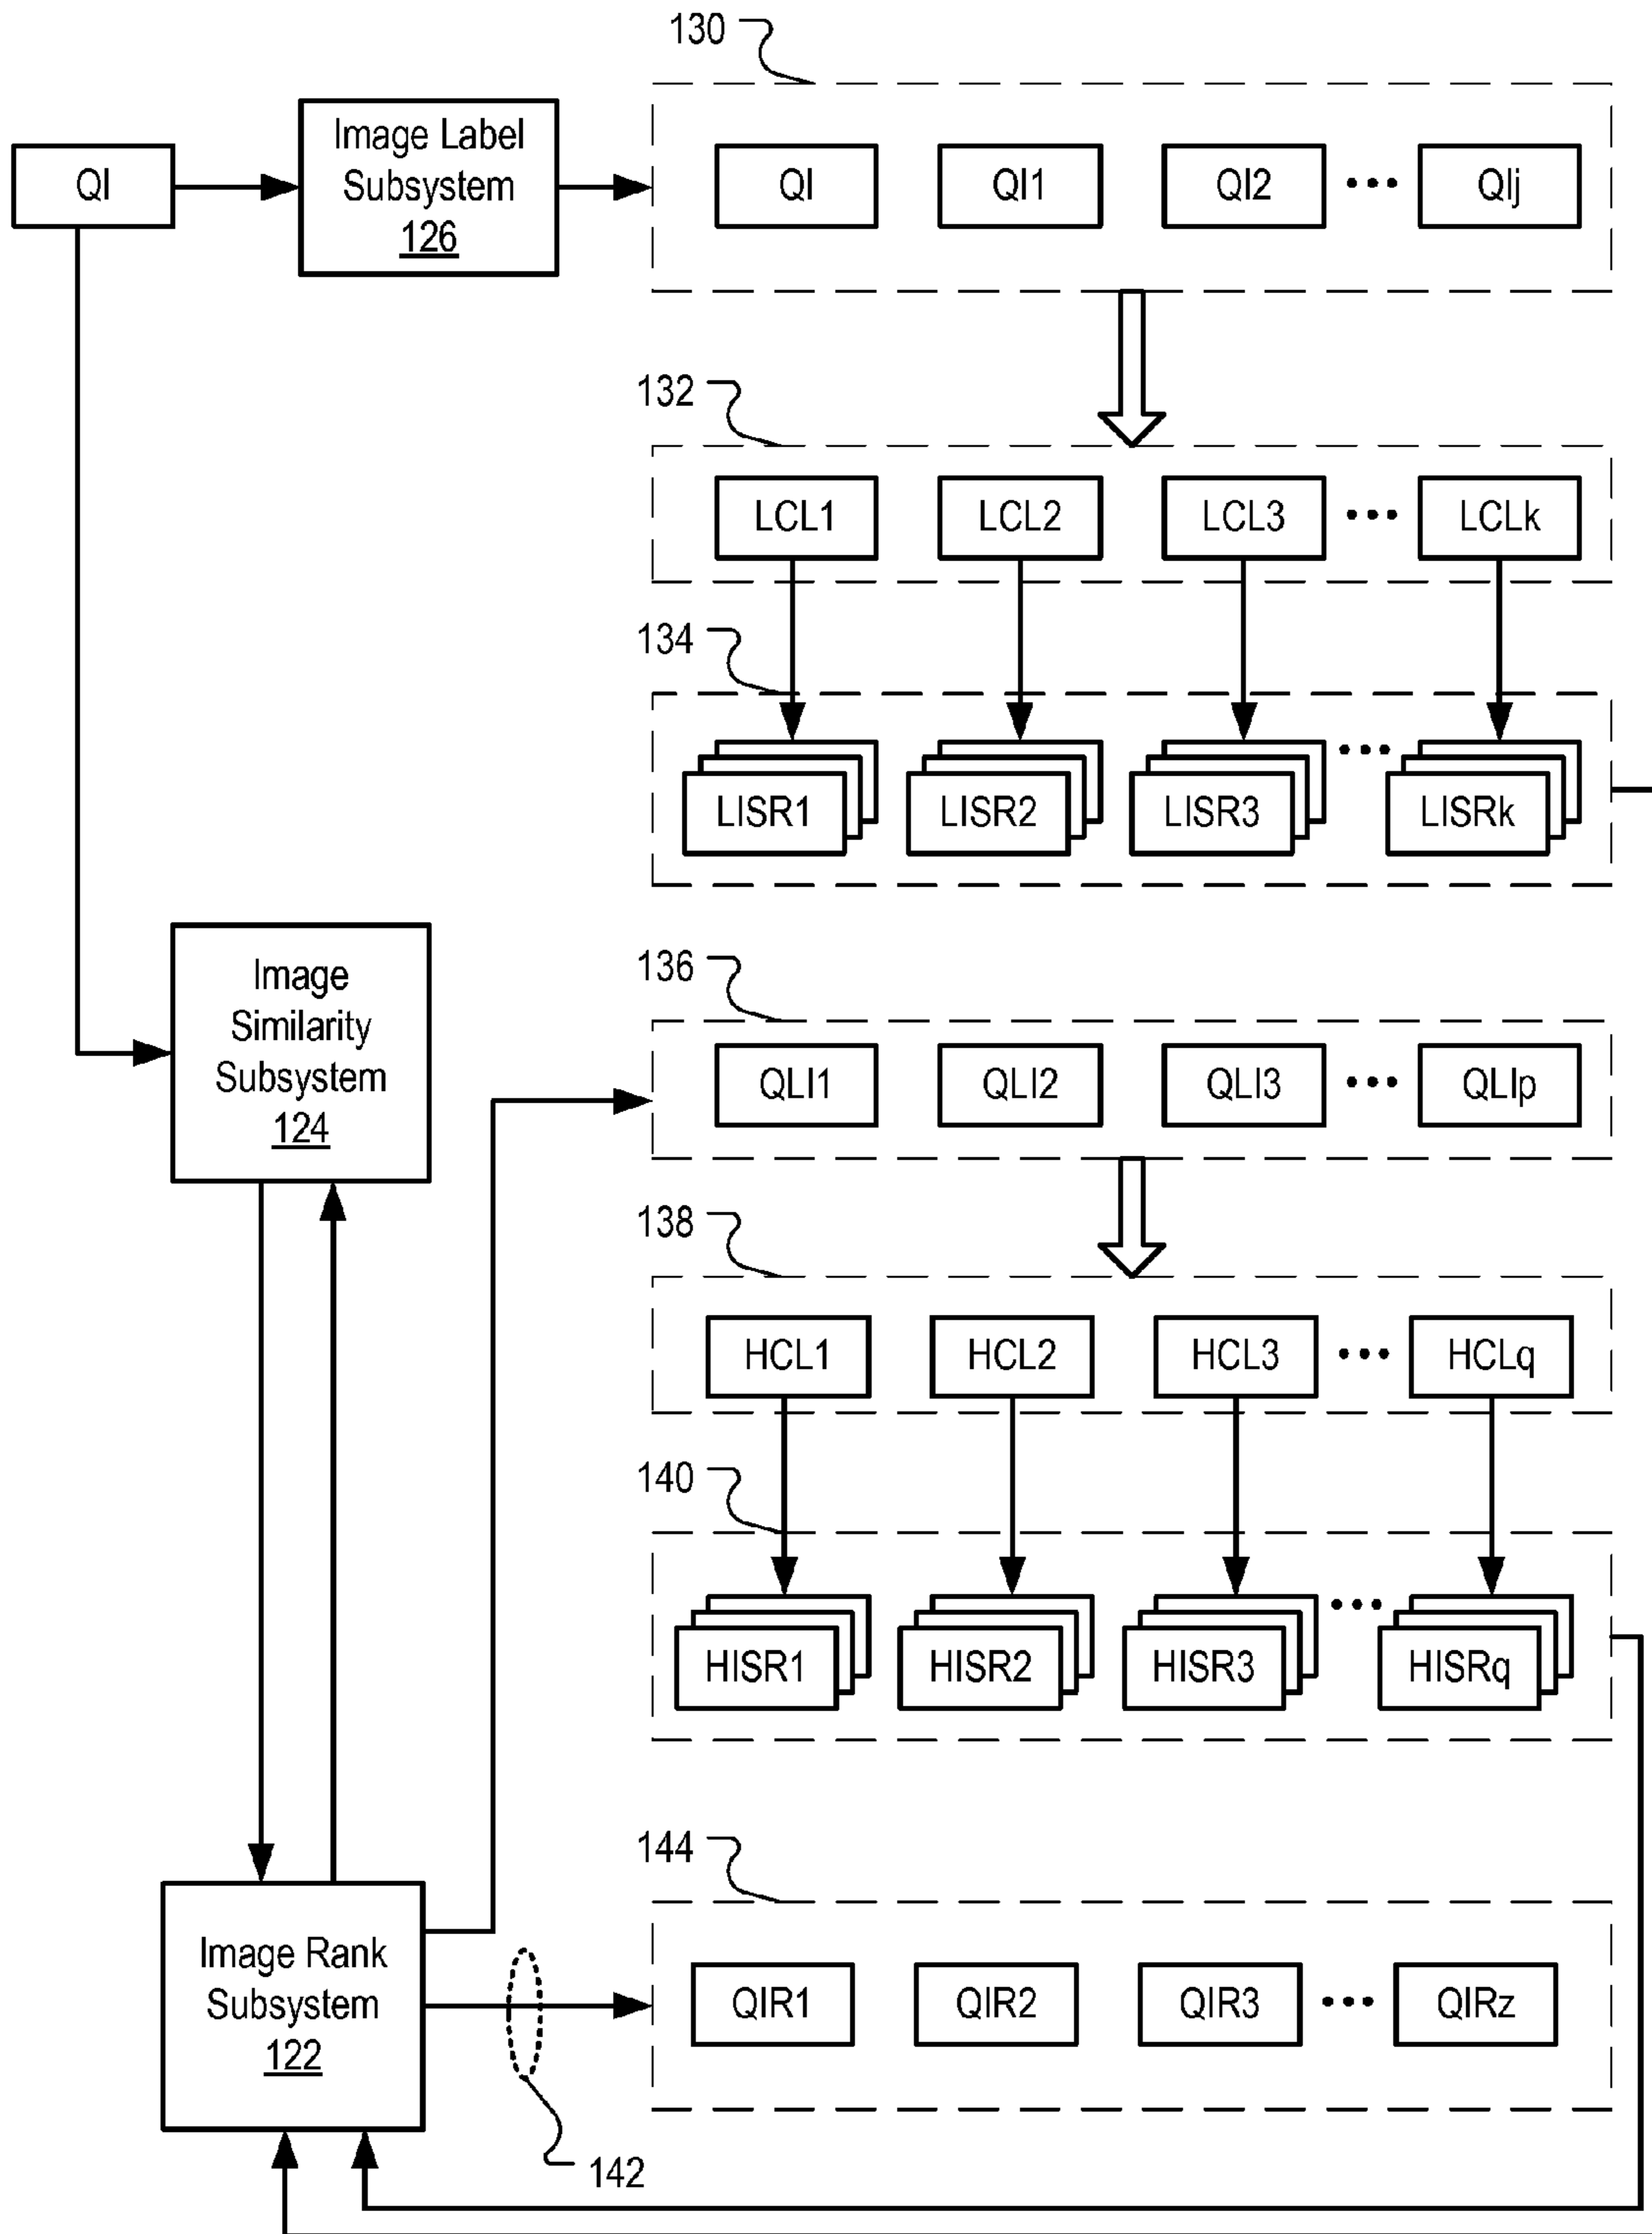 130
QI
Image Label
Subsystem
126
QI QI1 QI2 ••• QIj
132
LCL1 LCL2 LCL3 ••• LCLk
134
LISR1 LISR2 LISR3 ••• LISRk
Image
Similarity
Subsystem
124
136
QLI1 QLI2 QLI3 ••• QLIp
138
HCL1 HCL2 HCL3 ••• HCLq
140
HISR1 HISR2 HISR3 ••• HISRq
144
Image Rank
Subsystem
122
QIR1 QIR2 QIR3 ••• QIRz
142